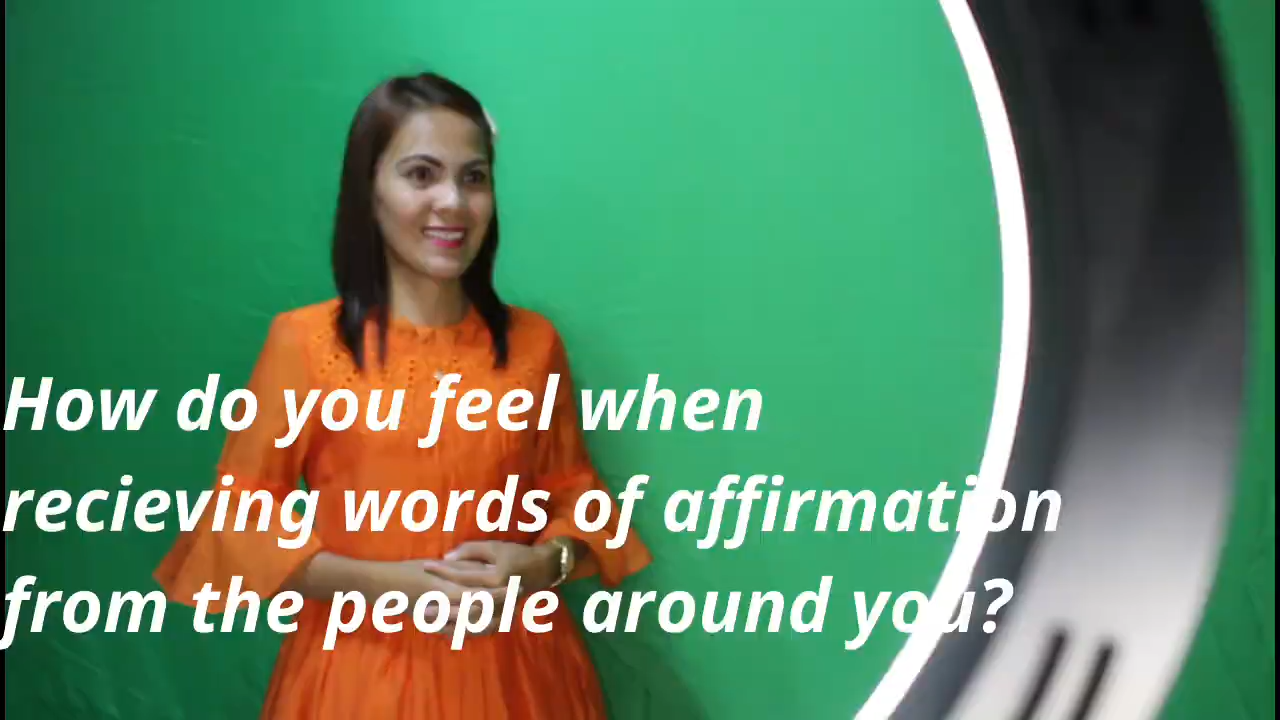 How do you feel when
recieving words of affirmation
from the people around you?